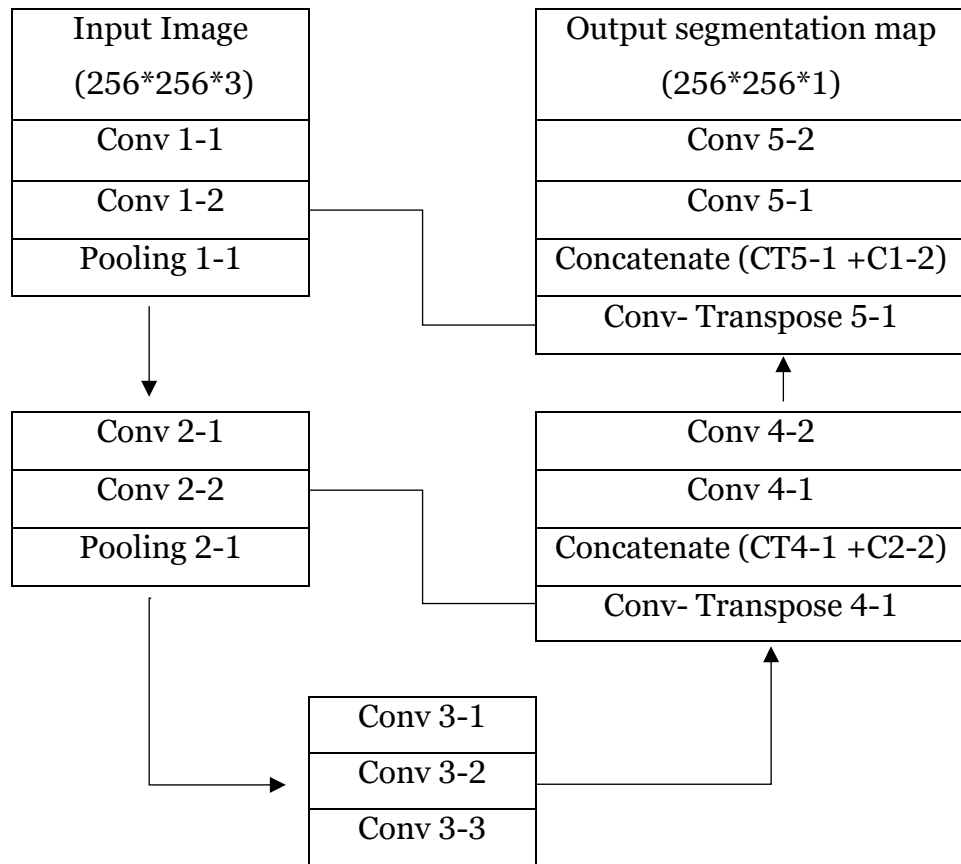 Input Image
(256*256*3)
Conv 1-1
Conv 1-2
Pooling 1-1
Conv 2-1
Conv 2-2
Pooling 2-1
Conv 3-1
Conv 3-2
Conv 3-3
Output segmentation map
(256*256*1)
Conv 5-2
Conv 5-1
Concatenate (CT5-1 +C1-2)
Conv- Transpose 5-1
Conv 4-2
Conv 4-1
Concatenate (CT4-1 +C2-2)
Conv- Transpose 4-1